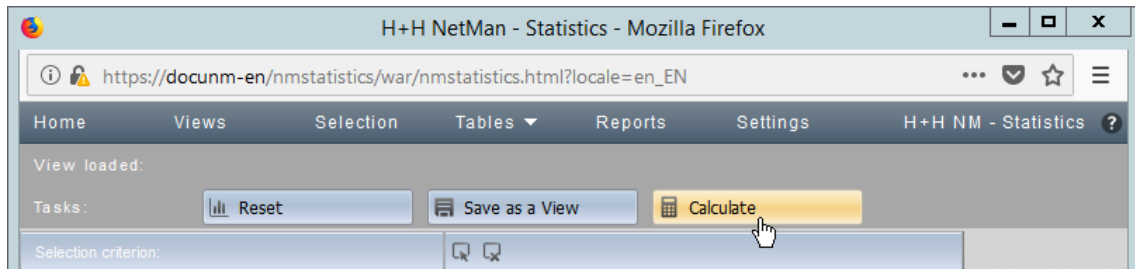 H+H NetMan - Statistics - Mozilla Firefox
https://docunm-en/nmstatistics/war/nmstatistics.html?locale=en_EN
Home Views Selection Tables Reports Settings H+H NM - Statistics ?
View loaded:
Tasks: Reset Save as a View Calculate
Selection criterion: